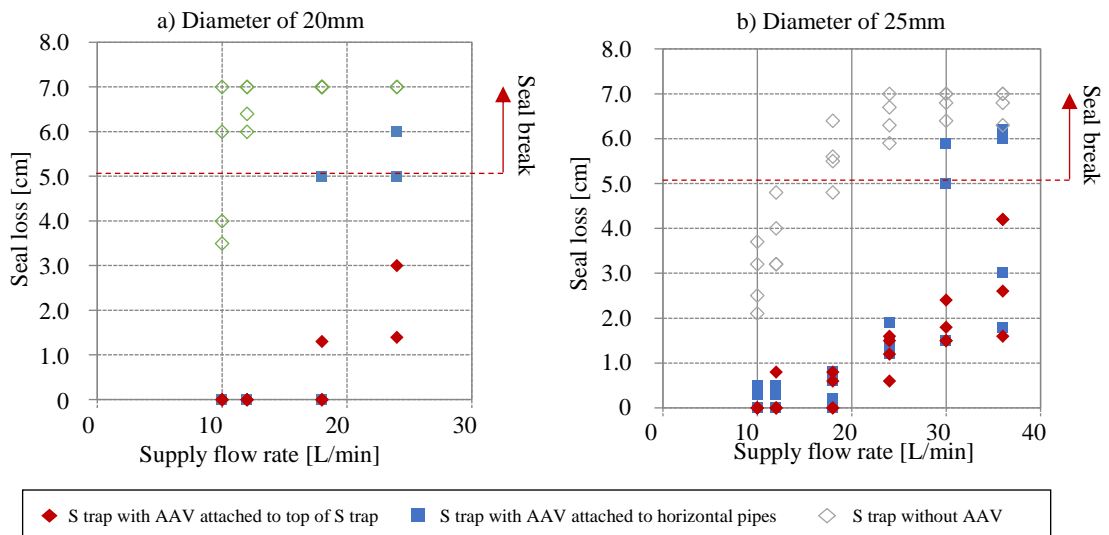 a) Diameter of 20mm
8.0
7.0
6.0
5.0
4.0
3.0
2.0
1.0
0
0
10
20
30
Seal loss [cm]
Supply flow rate [L/min]
Seal break
b) Diameter of 25mm
8.0
7.0
6.0
5.0
4.0
3.0
2.0
1.0
0
0
10
20
30
40
Seal loss [cm]
Supply flow rate [L/min]
Seal break
S trap with AAV attached to top of S trap
S trap with AAV attached to horizontal pipes
S trap without AAV